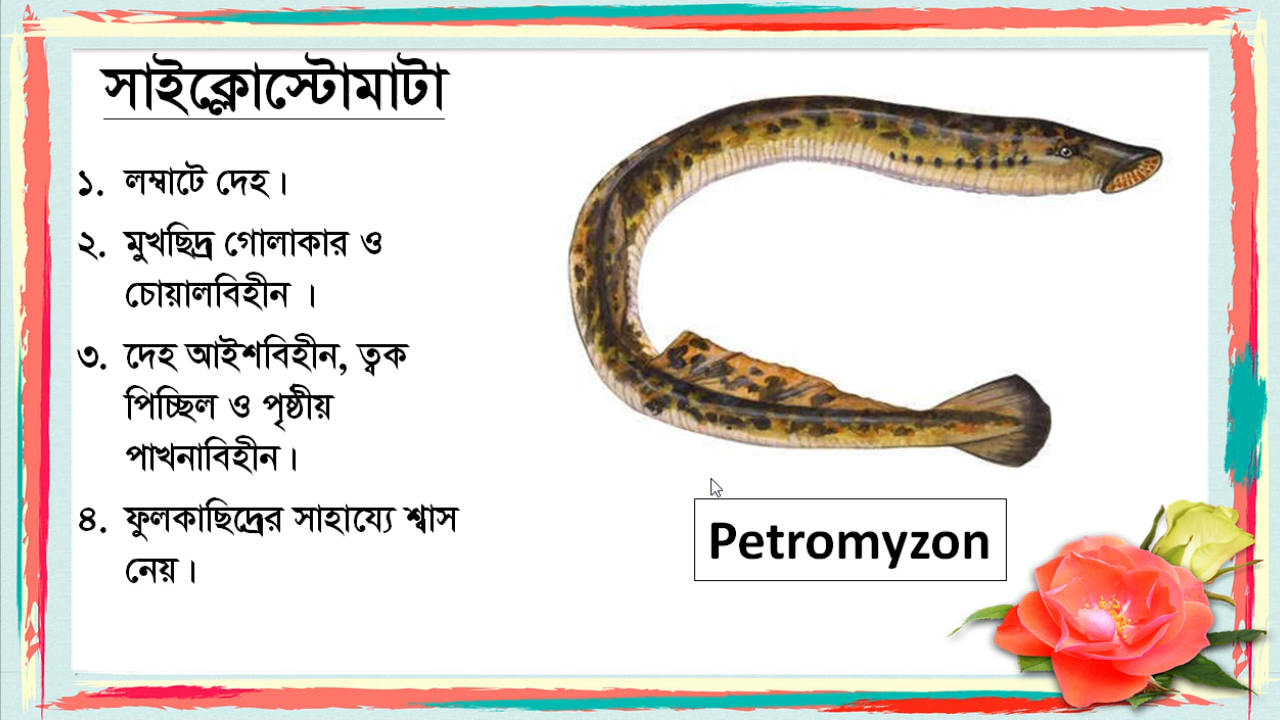 সাইক্লোস্টোমাটা
১. লম্বাটে দেহ।
২. মুখছিদ্র গোলাকার ও
চোয়ালবিহীন ।
৩. দেহ আইশবিহীন, ত্বক
পিচ্ছিল ও পৃষ্ঠীয়
পাখনাবিহীন।
৪. ফুলকাছিদ্রের সাহায্যে শ্বাস
নেয়।
Petromyzon